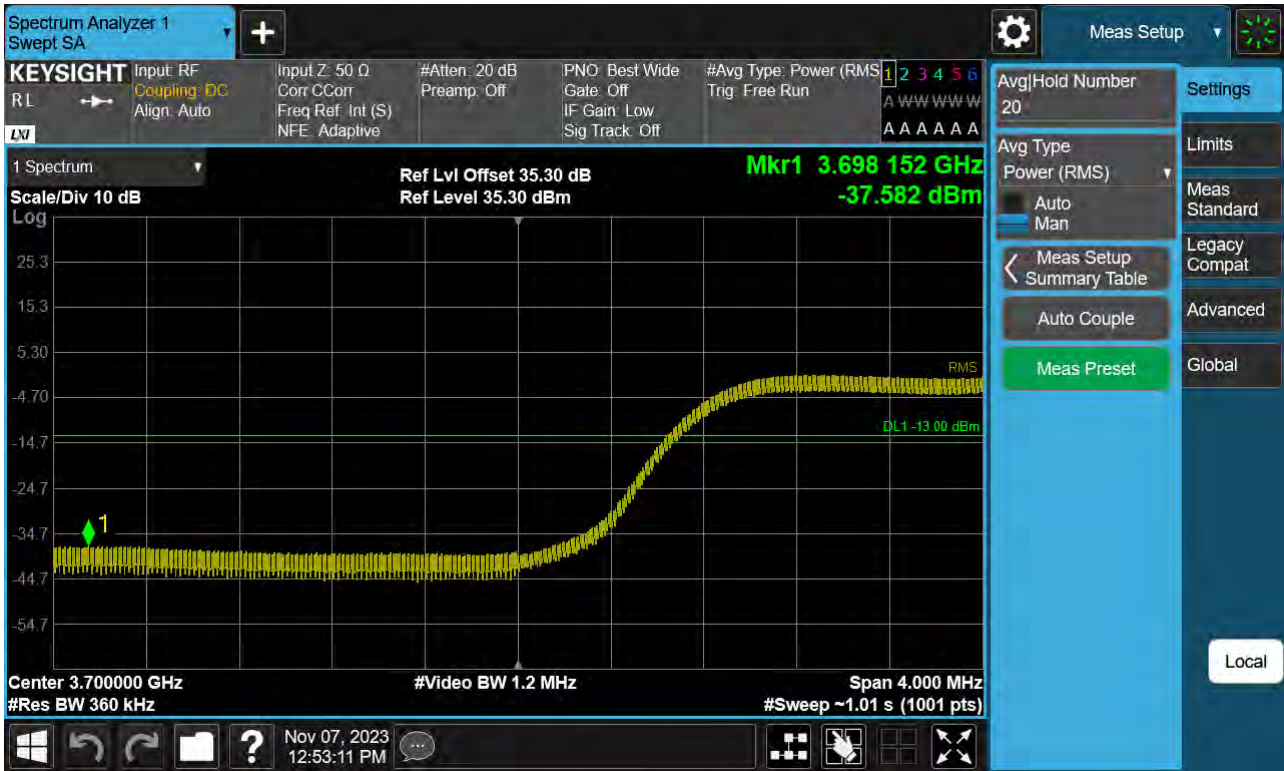 Spectrum Analyzer 1
Swept SA
+
Meas Setup
KEYSIGHT
RL
LXI
Input: RF
Coupling: DC
Align: Auto
Input Z: 50 Ω
Corr CCorr
Freq Ref: Int (S)
NFE: Adaptive
#Atten: 20 dB
Preamp: Off
PNO: Best Wide
Gate: Off
IF Gain: Low
Sig Track: Off
#Avg Type: Power (RMS
Trig: Free Run
1 2 3 4 5 6
A W W W W W
A A A A A A
1 Spectrum
Scale/Div 10 dB
Log
Ref Lvl Offset 35.30 dB
Ref Level 35.30 dBm
Mkr1 3.698 152 GHz
-37.582 dBm
25.3
15.3
5.30
-4.70
-14.7
-24.7
-34.7
-44.7
-54.7
RMS
DL1 -13.00 dBm
1
Center 3.700000 GHz
#Res BW 360 kHz
#Video BW 1.2 MHz
Span 4.000 MHz
#Sweep ~1.01 s (1001 pts)
Avg|Hold Number
20
Avg Type
Power (RMS)
Auto
Man
Meas Setup
Summary Table
Auto Couple
Meas Preset
Settings
Limits
Meas
Standard
Legacy
Compat
Advanced
Global
Local
?
Nov 07, 2023
12:53:11 PM